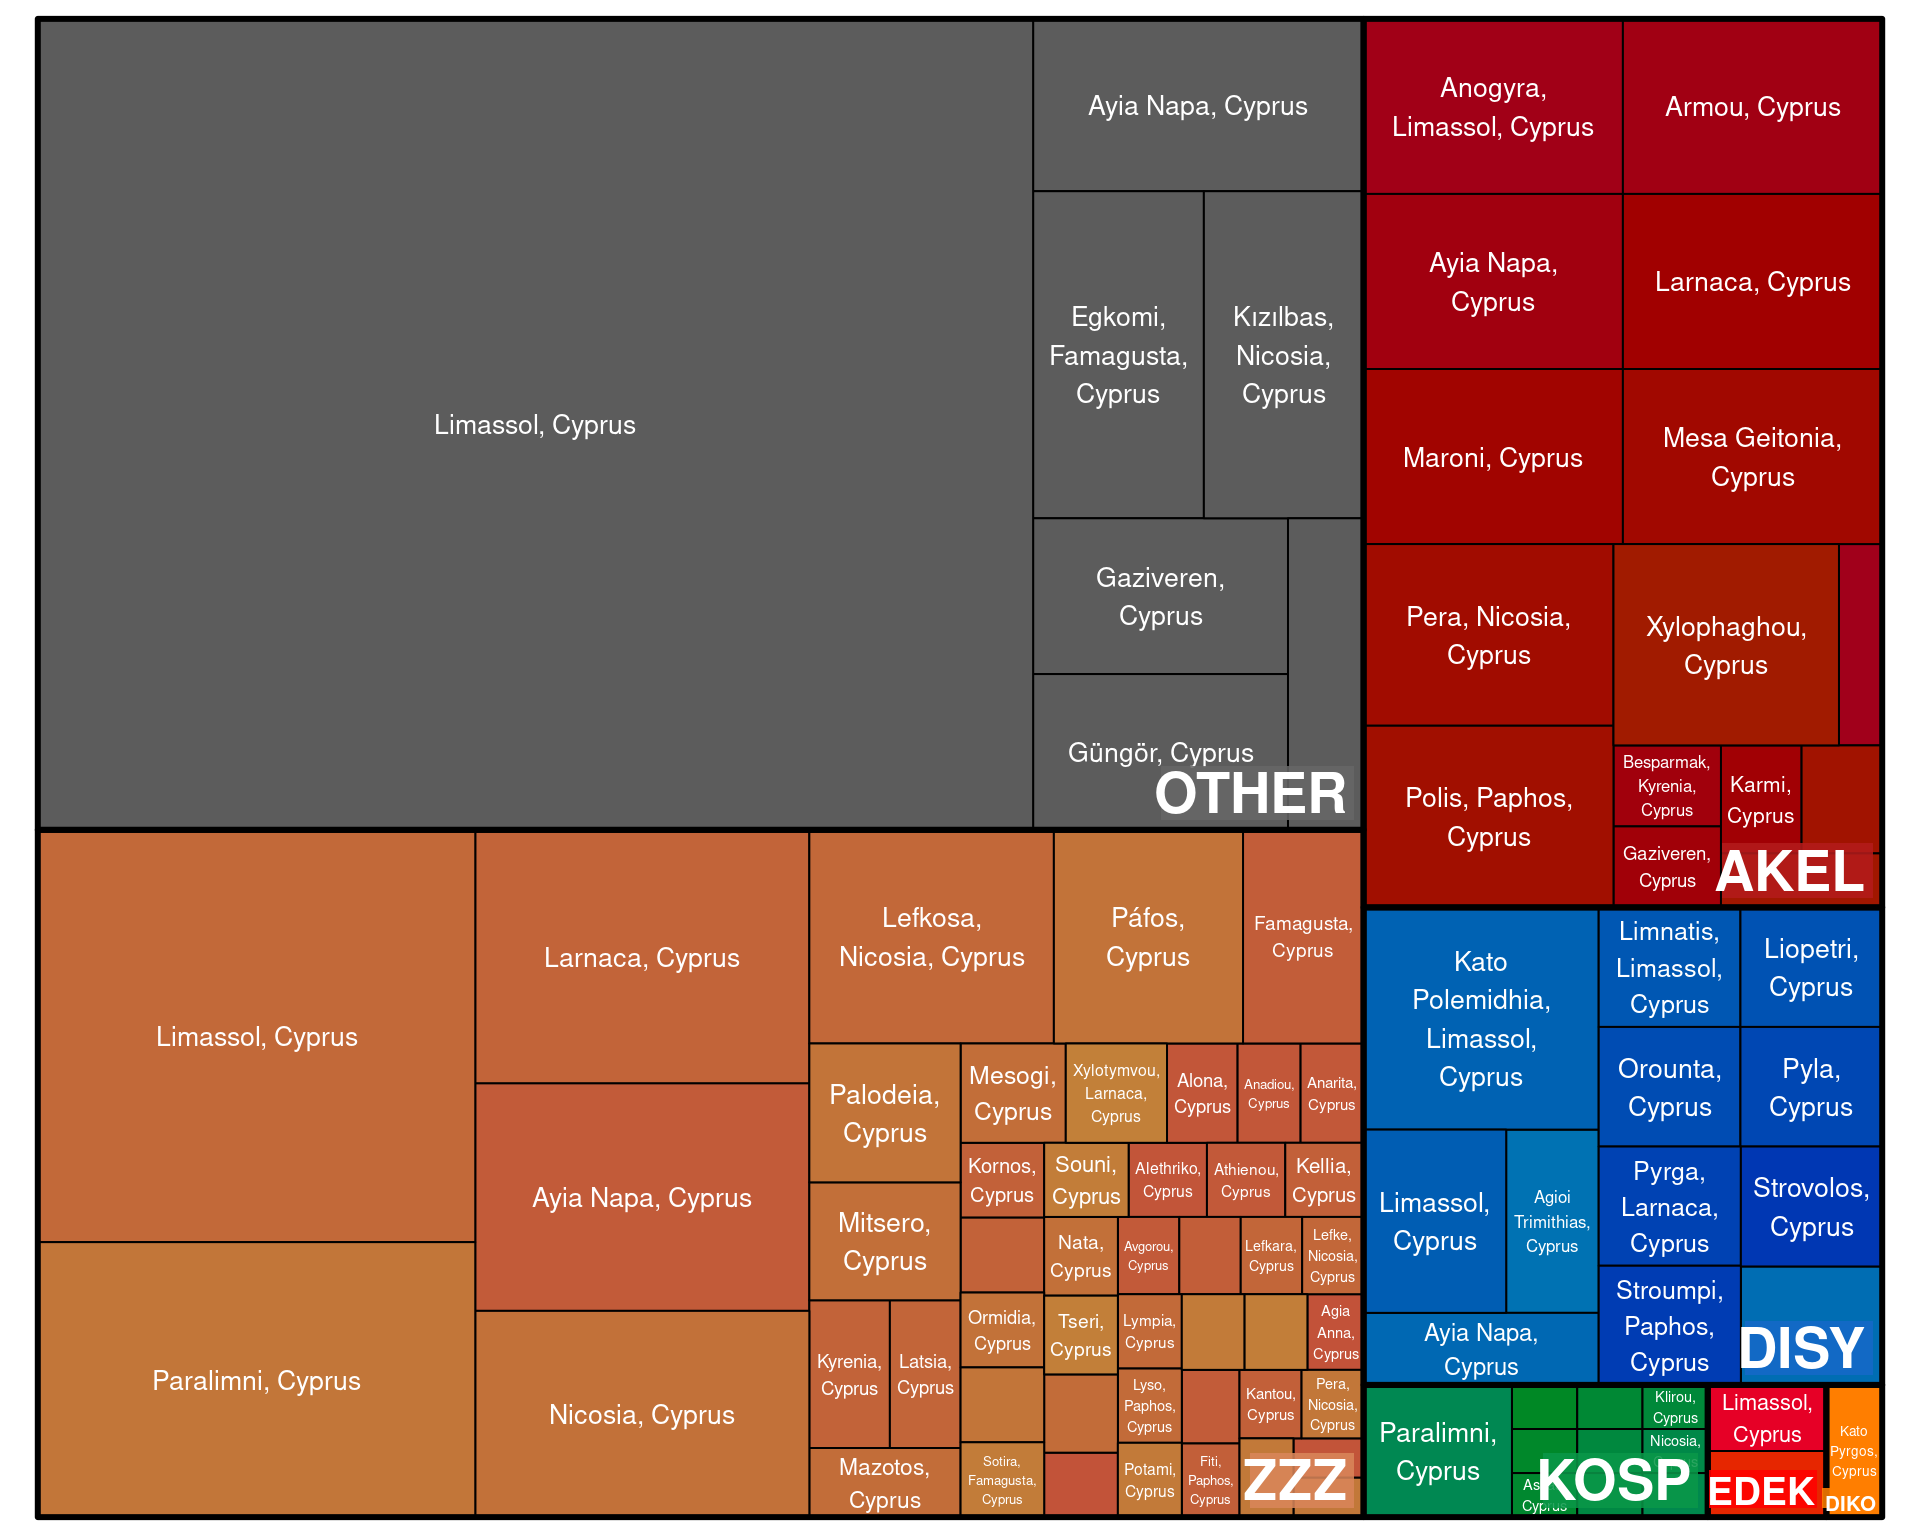 Limassol, Cyprus
Ayia Napa, Cyprus
Egkomi,
Famagusta,
Cyprus
Kızılbas,
Nicosia,
Cyprus
Gaziveren,
Cyprus
Güngör, Cyprus
OTHER
Anogyra,
Limassol, Cyprus
Armou, Cyprus
Ayia Napa,
Cyprus
Larnaca, Cyprus
Maroni, Cyprus
Mesa Geitonia,
Cyprus
Pera, Nicosia,
Cyprus
Xylophaghou,
Cyprus
Polis, Paphos,
Cyprus
Besparmak,
Kyrenia,
Cyprus
Karmi,
Cyprus
Gaziveren,
Cyprus
AKEL
Limassol, Cyprus
Paralimni, Cyprus
Larnaca, Cyprus
Ayia Napa, Cyprus
Nicosia, Cyprus
Lefkosa,
Nicosia, Cyprus
Páfos,
Cyprus
Famagusta,
Cyprus
Palodeia,
Cyprus
Mitsero,
Cyprus
Kyrenia,
Cyprus
Latsia,
Cyprus
Mazotos,
Cyprus
Mesogi,
Cyprus
Xylotymvou,
Larnaca,
Cyprus
Alona,
Cyprus
Anadiou,
Cyprus
Anarita,
Cyprus
Kornos,
Cyprus
Souni,
Cyprus
Alethriko,
Cyprus
Athienou,
Cyprus
Kellia,
Cyprus
Nata,
Cyprus
Avgorou,
Cyprus
Lefkara,
Cyprus
Lefke,
Nicosia,
Cyprus
Ormidia,
Cyprus
Tseri,
Cyprus
Lympia,
Cyprus
Agia
Anna,
Cyprus
Lyso,
Paphos,
Cyprus
Kantou,
Cyprus
Pera,
Nicosia,
Cyprus
Sotira,
Famagusta,
Cyprus
Potami,
Cyprus
Fiti,
Paphos,
Cyprus
ZZZ
Kato
Polemidhia,
Limassol,
Cyprus
Limnatis,
Limassol,
Cyprus
Liopetri,
Cyprus
Orounta,
Cyprus
Pyla,
Cyprus
Limassol,
Cyprus
Agioi
Trimithias,
Cyprus
Pyrga,
Larnaca,
Cyprus
Strovolos,
Cyprus
Ayia Napa,
Cyprus
Stroumpi,
Paphos,
Cyprus
DISY
Paralimni,
Cyprus
Klirou,
Cyprus
Nicosia,
Cyprus
KOSP
Limassol,
Cyprus
EDEK
Kato
Pyrgos,
Cyprus
DIKO